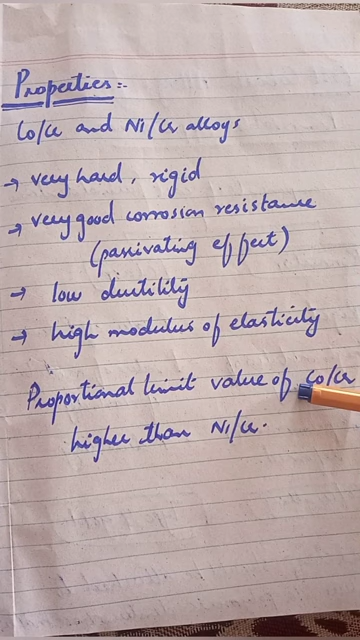 Properties:-
Co/Cr and Ni/Cr alloys
→ very hard, rigid
→ very good corrosion resistance
(passivating effect)
→ low ductility
→ high modulus of elasticity
Proportional limit value of Co/Cr
higher than Ni/Cr.